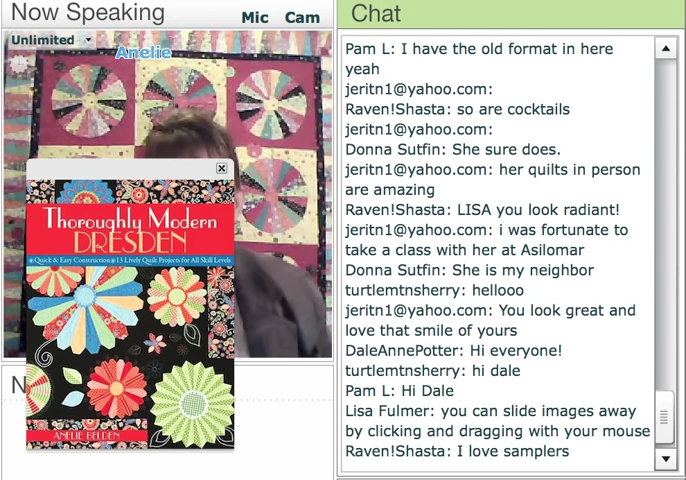 Now Speaking
Mic Cam
Unlimited
Anelie
Thoroughly Modern
DRESDEN
Quick & Easy Construction 13 Lively Quilt Projects for All Skill Levels
ANELIE BELDEN
N
Chat
Pam L: I have the old format in here
yeah
jeritn1@yahoo.com:
Raven!Shasta: so are cocktails
jeritn1@yahoo.com:
Donna Sutfin: She sure does.
jeritn1@yahoo.com: her quilts in person
are amazing
Raven!Shasta: LISA you look radiant!
jeritn1@yahoo.com: i was fortunate to
take a class with her at Asilomar
Donna Sutfin: She is my neighbor
turtlemtnsherry: hellooo
jeritn1@yahoo.com: You look great and
love that smile of yours
DaleAnnePotter: Hi everyone!
turtlemtnsherry: hi dale
Pam L: Hi Dale
Lisa Fulmer: you can slide images away
by clicking and dragging with your mouse
Raven!Shasta: I love samplers